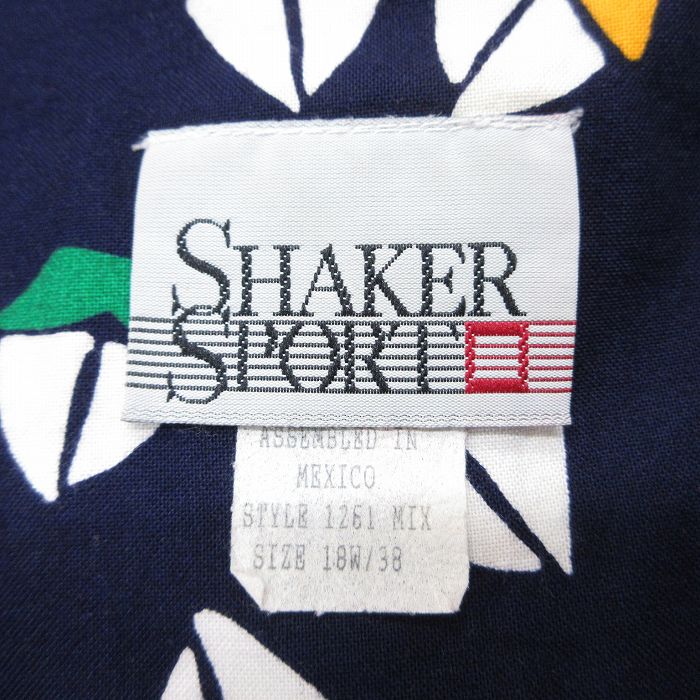 SHAKER
SPORT
ASSEMBLED IN
MEXICO
STYLE 1261 MIX
SIZE 18W/38